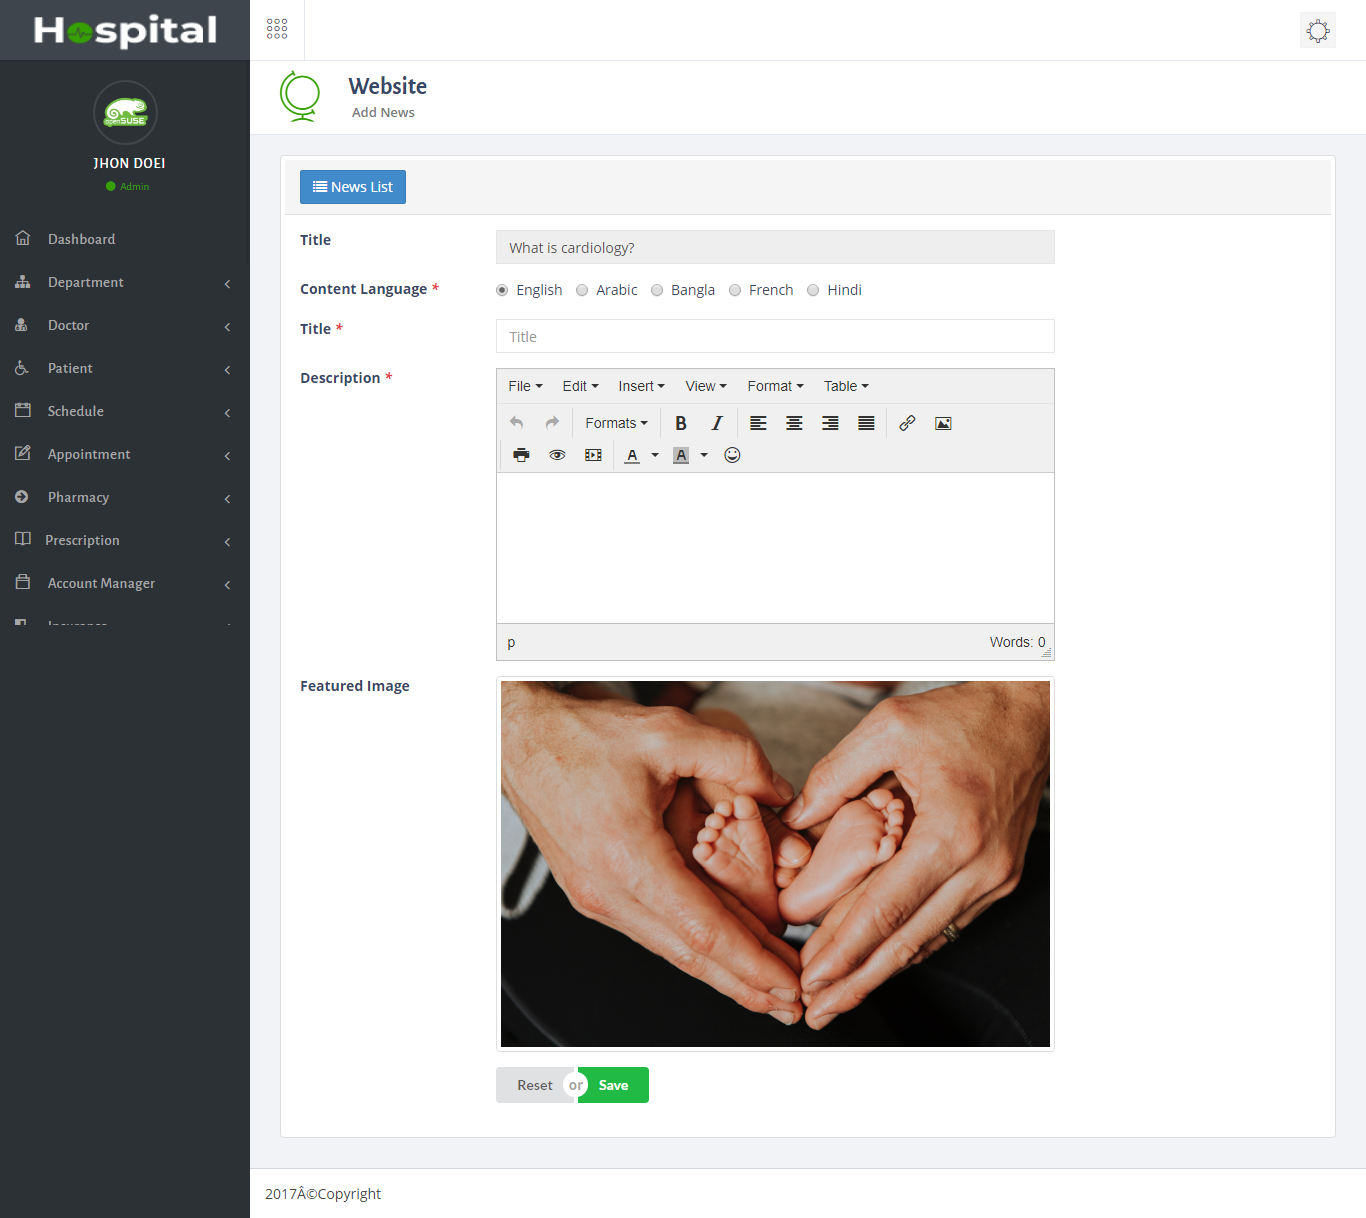 Hospital
openSUSE
JHON DOEI
Admin
Dashboard
Department
Doctor
Patient
Schedule
Appointment
Pharmacy
Prescription
Account Manager
Website
Add News
News List
Title
What is cardiology?
Content Language *
English Arabic Bangla French Hindi
Title *
Title
Description *
File Edit Insert View Format Table
Formats B I
A A
p Words: 0
Featured Image
Reset or Save
2017Â©Copyright